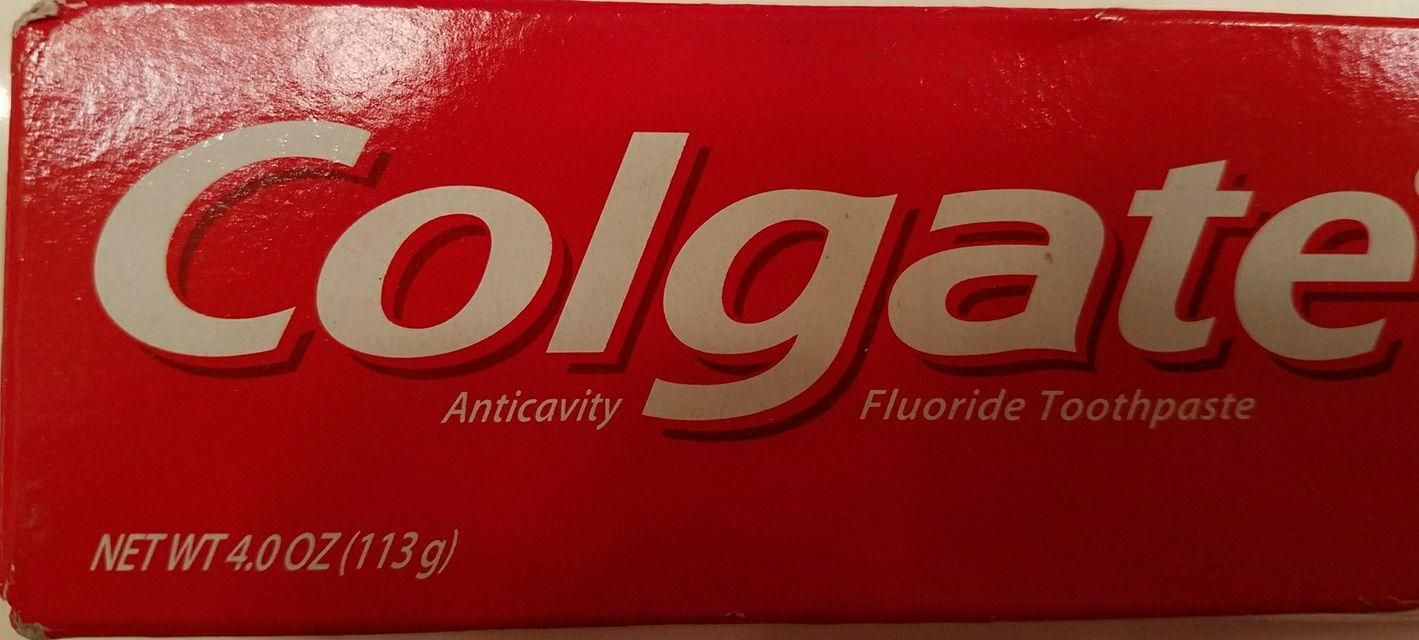 Colgate
Anticavity Fluoride Toothpaste
NET WT 4.0 OZ (113 g)